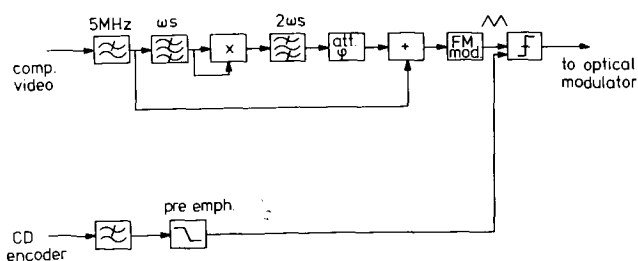 5MHz ωs 2ωs
comp.
video
x
att.
φ
+
FM
mod.
to optical
modulator
pre emph.
CD
encoder